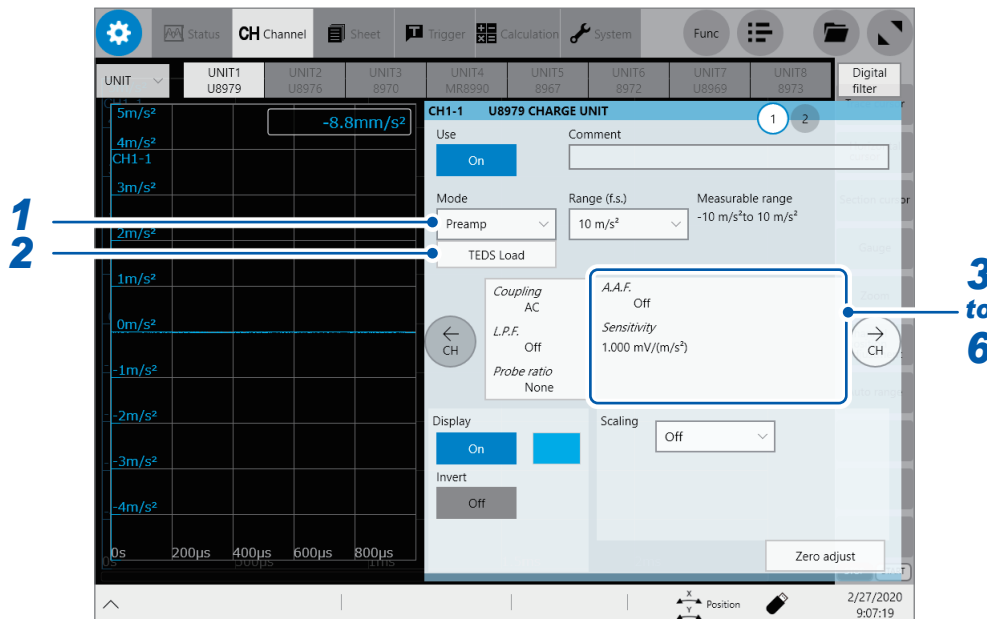 Status
CH Channel
Sheet
Trigger
Calculation
System
Func
UNIT
UNIT1
U8979
UNIT2
U8976
UNIT3
8970
UNIT4
MR8990
UNIT5
8967
UNIT6
8972
UNIT7
U8969
UNIT8
8973
Digital
filter
5m/s²
-8.8mm/s²
4m/s²
CH1-1
3m/s²
2m/s²
1m/s²
0m/s²
-1m/s²
-2m/s²
-3m/s²
-4m/s²
0s 200µs 400µs 600µs 800µs
0s 500µs 1ms
CH1-1 U8979 CHARGE UNIT
1 2
Use
On
Comment
Mode
Preamp
Range (f.s.)
10 m/s²
Measurable range
-10 m/s²to 10 m/s²
TEDS Load
Coupling
AC
L.P.F.
Off
Probe ratio
None
A.A.F.
Off
Sensitivity
1.000 mV/(m/s²)
←
CH
→
CH
Display
On
Invert
Off
Scaling
Off
Zero adjust
1
2
3
to
6
X
Y
Position
2/27/2020
9:07:19